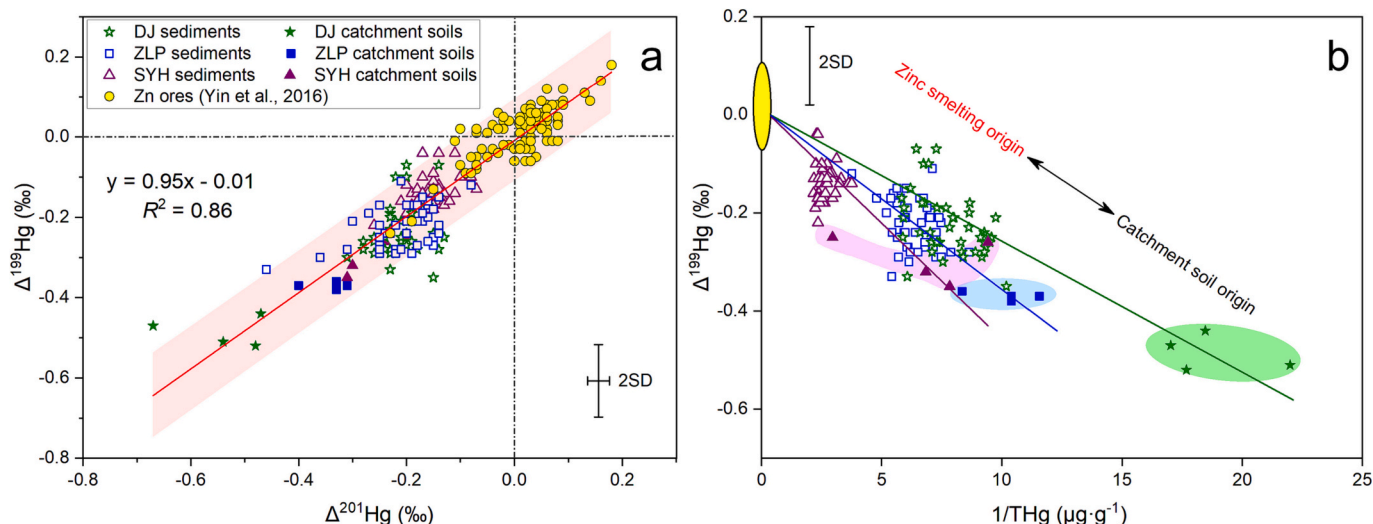 DJ sediments
DJ catchment soils
ZLP sediments
ZLP catchment soils
SYH sediments
SYH catchment soils
Zn ores (Yin et al., 2016)
a
y = 0.95x - 0.01
R² = 0.86
2SD
0.2
0.0
-0.2
-0.4
-0.6
-0.8
Δ¹⁹⁹Hg (‰)
-0.8
-0.6
-0.4
-0.2
0.0
0.2
Δ²⁰¹Hg (‰)
b
2SD
Zinc smelting origin
Catchment soil origin
0.2
0.0
-0.2
-0.4
-0.6
-0.8
Δ¹⁹⁹Hg (‰)
0
5
10
15
20
25
1/THg (μg·g⁻¹)